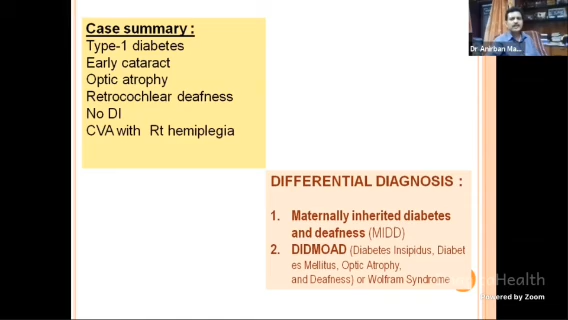 Case summary :
Type-1 diabetes
Early cataract
Optic atrophy
Retrocochlear deafness
No DI
CVA with Rt hemiplegia
DIFFERENTIAL DIAGNOSIS :
1. Maternally inherited diabetes
and deafness (MIDD)
2. DIDMOAD (Diabetes Insipidus, Diabet
es Mellitus, Optic Atrophy,
and Deafness) or Wolfram Syndrome
Health
Powered by Zoom
Dr Anirban Ma...